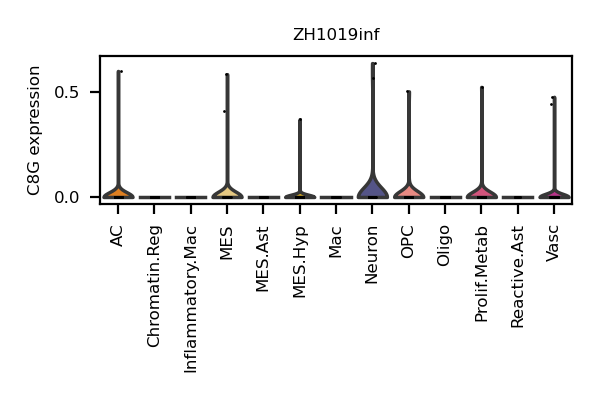 ZH1019inf
C8G expression
0.5
0.0
AC
Chromatin.Reg
Inflammatory.Mac
MES
MES.Ast
MES.Hyp
Mac
Neuron
OPC
Oligo
Prolif.Metab
Reactive.Ast
Vasc